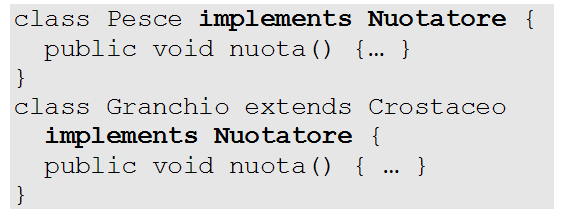 class Pesce implements Nuotatore {
  public void nuota() {… }
}
class Granchio extends Crostaceo
  implements Nuotatore {
  public void nuota() { … }
}